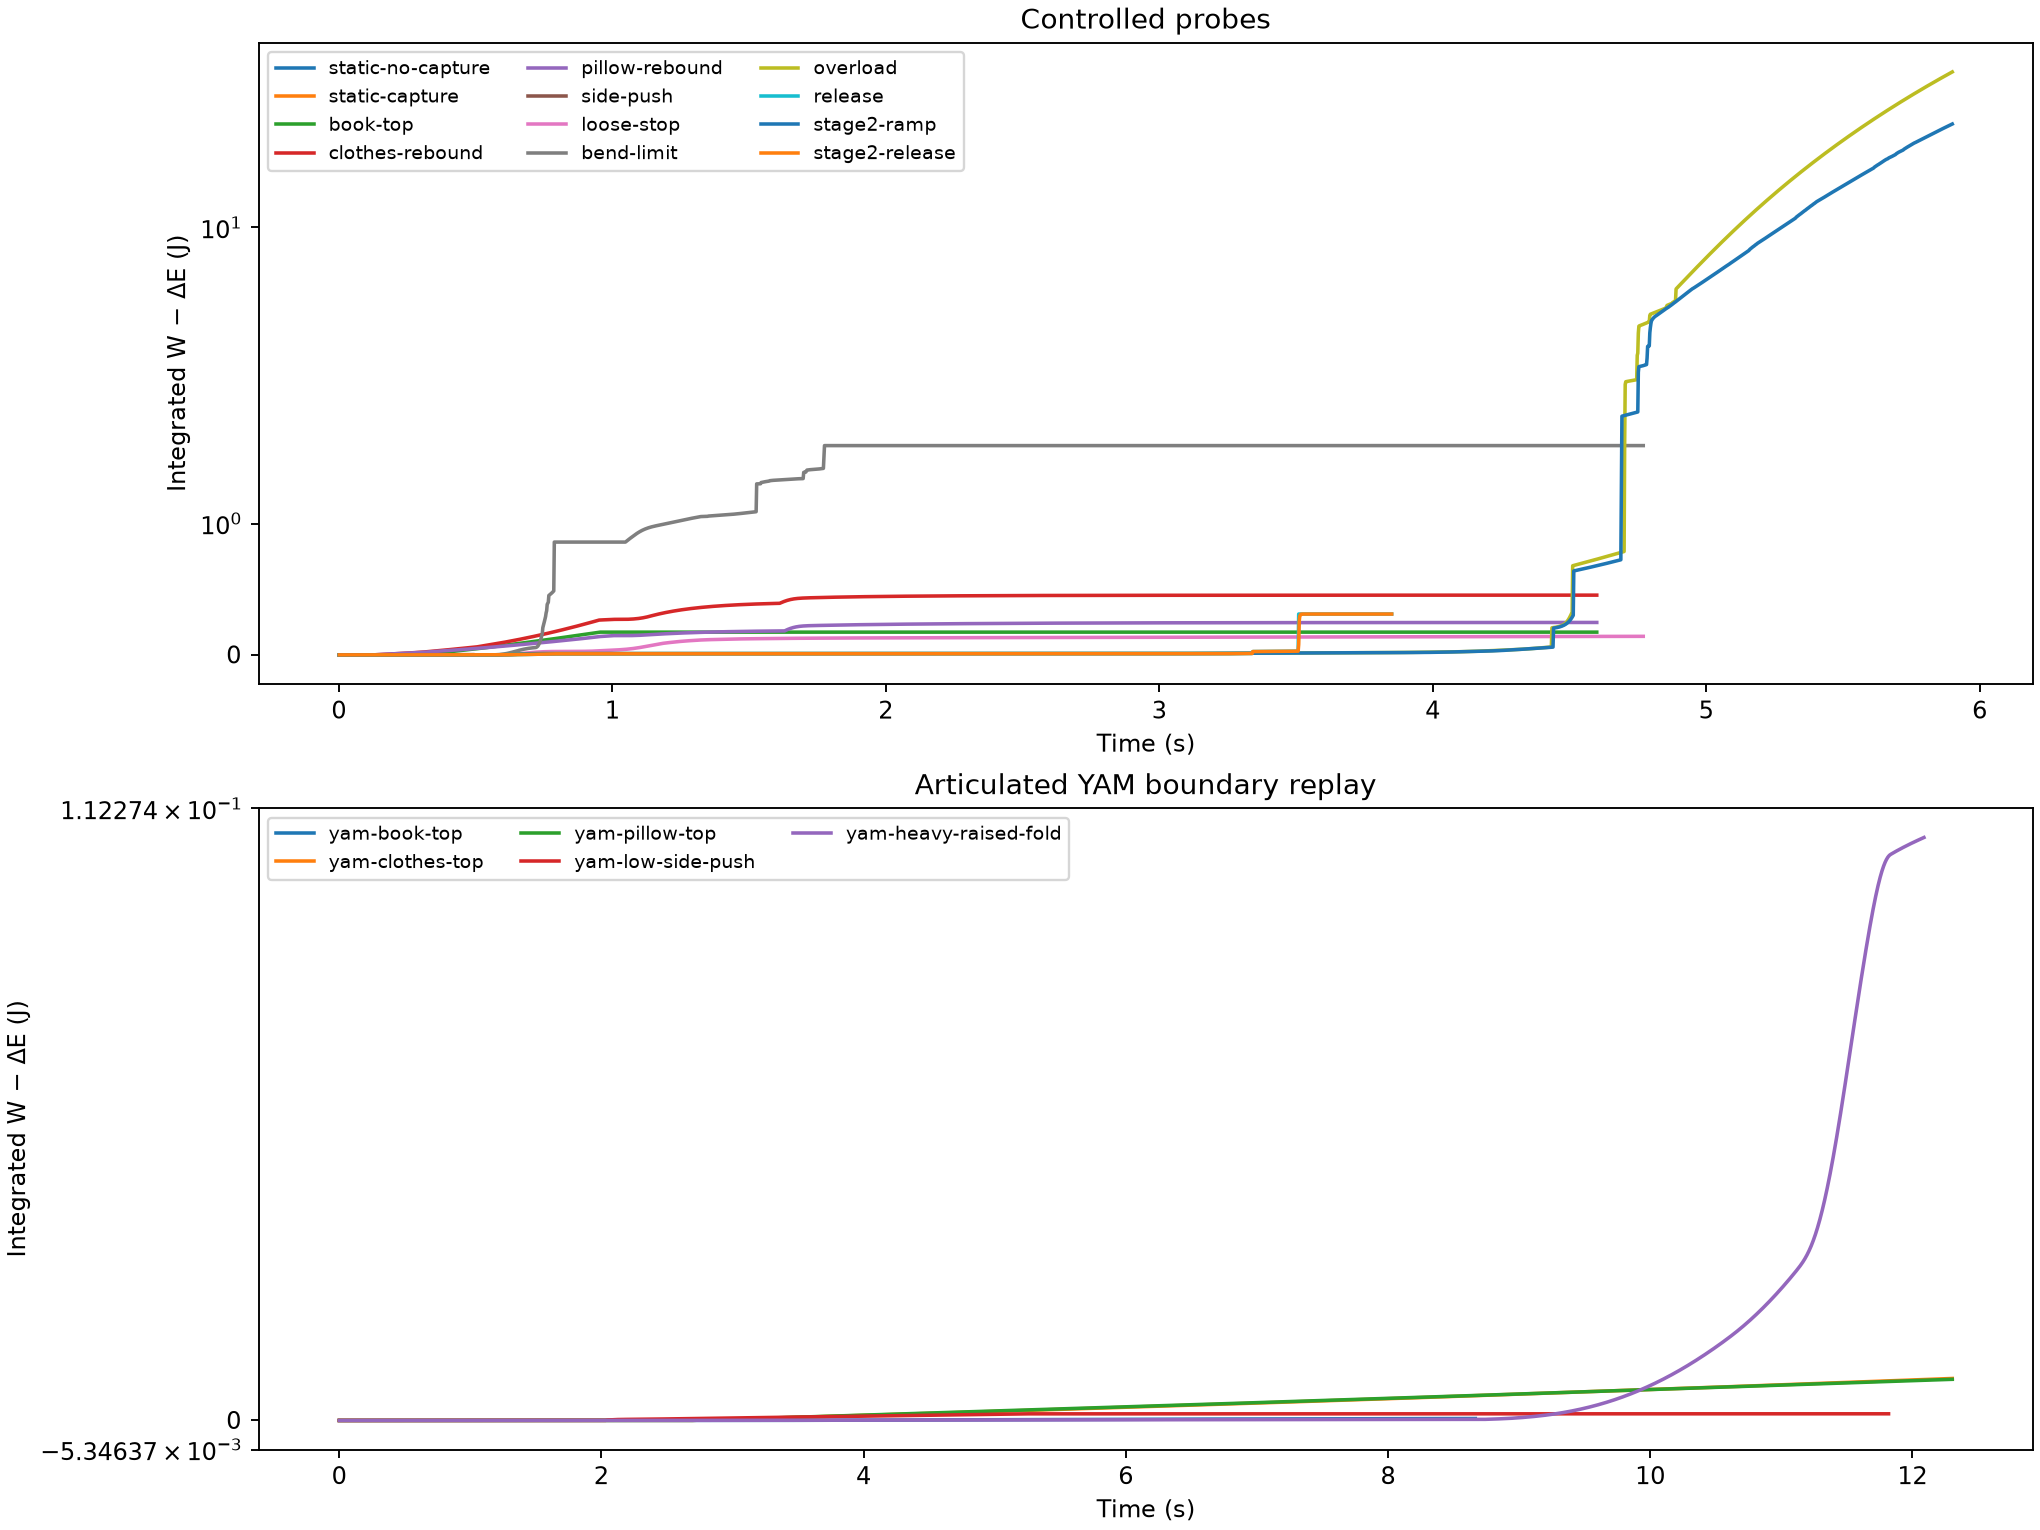 Controlled probes
static-no-capture
static-capture
book-top
clothes-rebound
pillow-rebound
side-push
loose-stop
bend-limit
overload
release
stage2-ramp
stage2-release
Integrated W − ΔE (J)
10¹
10⁰
0
0 1 2 3 4 5 6
Time (s)
Articulated YAM boundary replay
yam-book-top
yam-clothes-top
yam-pillow-top
yam-low-side-push
yam-heavy-raised-fold
Integrated W − ΔE (J)
1.12274 × 10⁻¹
0
−5.34637 × 10⁻³
0 2 4 6 8 10 12
Time (s)